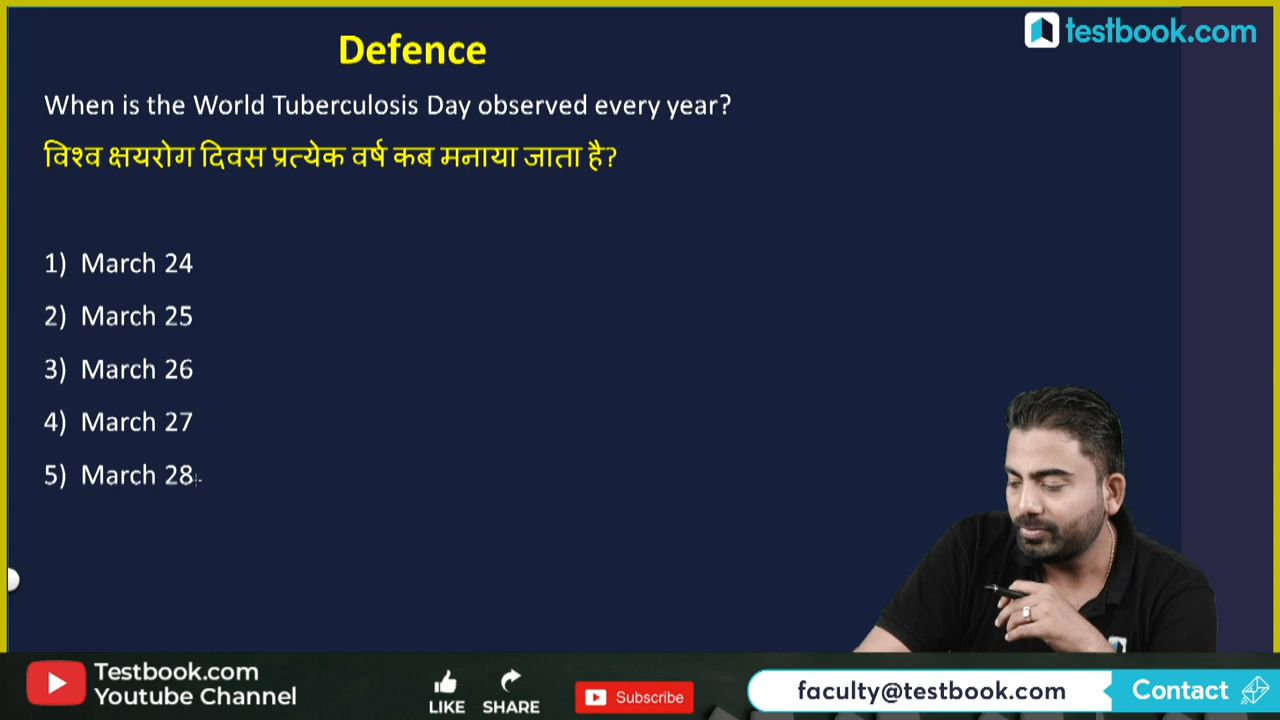 testbook.com
Defence
When is the World Tuberculosis Day observed every year?
विश्व क्षयरोग दिवस प्रत्येक वर्ष कब मनाया जाता है?
1) March 24
2) March 25
3) March 26
4) March 27
5) March 28
Testbook.com
Youtube Channel
LIKE
SHARE
Subscribe
faculty@testbook.com
Contact